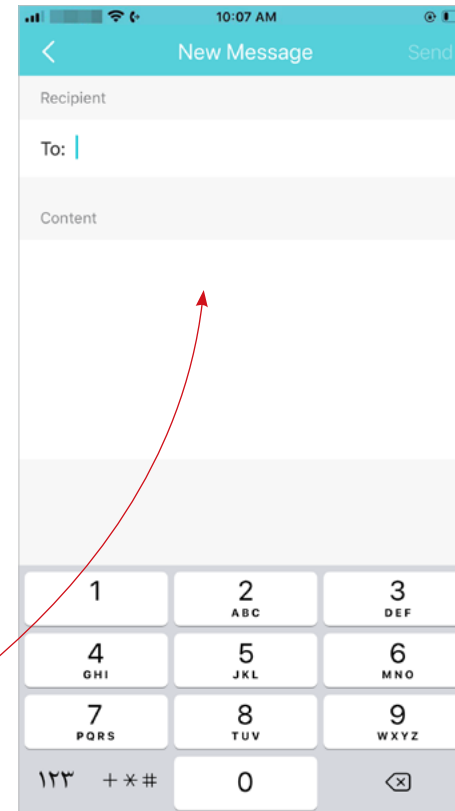 10:07 AM
New Message Send
Recipient
To:
Content
1 2 3
ABC DEF
4 5 6
GHI JKL MNO
7 8 9
PQRS TUV WXYZ
١٢٣ +*# 0